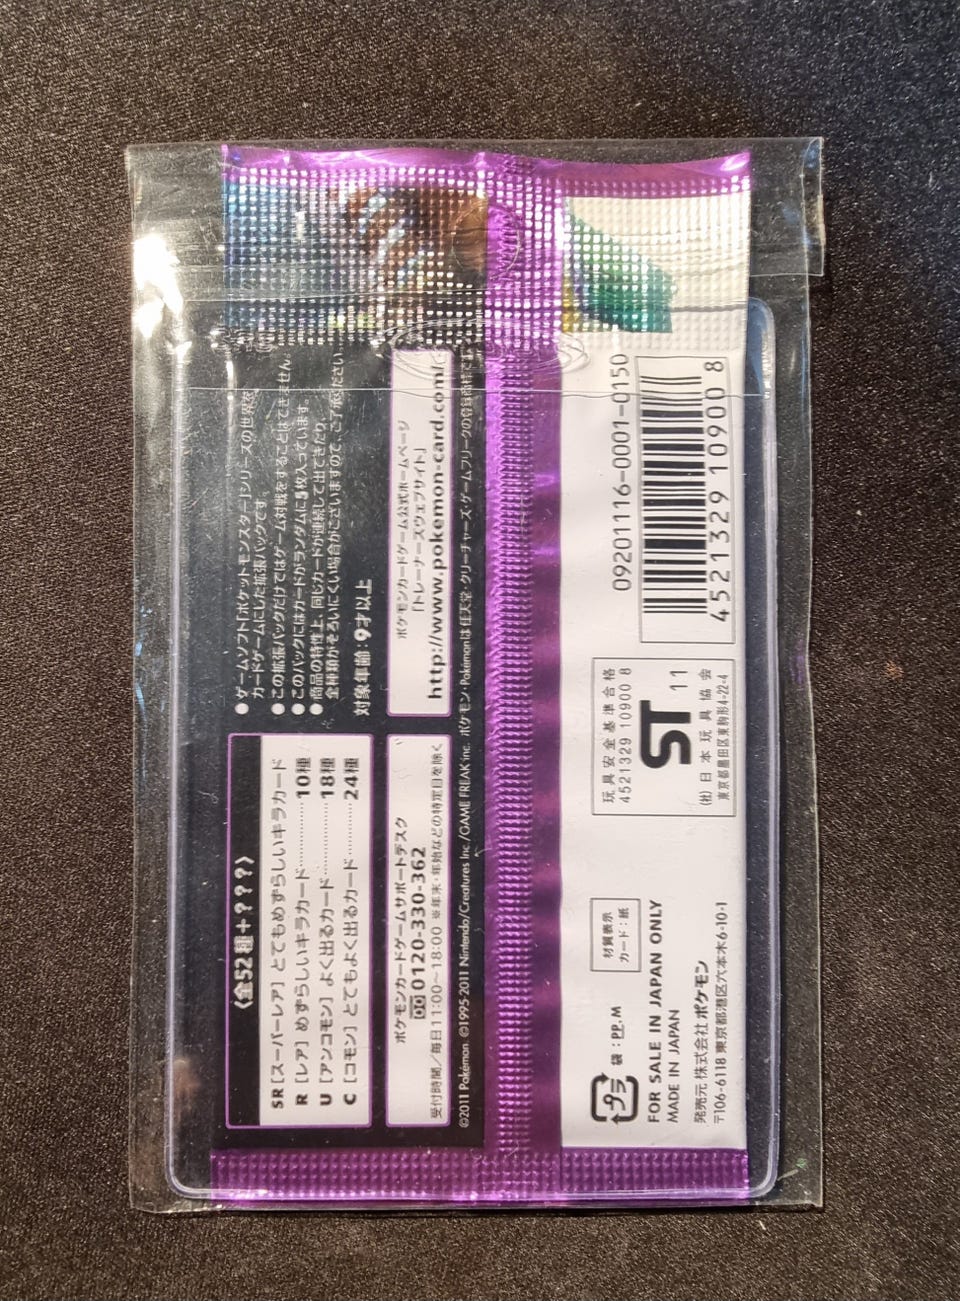 ●ゲームソフト「ポケットモンスター」シリーズの世界を
カードゲームにした拡張パックです。
●この拡張パックだけではゲーム対戦をすることはできません。
●このパックにはカードがランダムに5枚入っています。
●商品の特性上、同じカードが連続して出てきたり、
全種類がそろいにくい場合がございますので、ご了承ください
対象年齢:9才以上
〈全52種+???〉
SR[スーパーレア] とてもめずらしいキラカード
R [レア] めずらしいキラカード………10種
U [アンコモン] よく出るカード………18種
C [コモン] とてもよく出るカード………24種
ポケモンカードゲーム公式ホームページ
「トレーナーズウェブサイト」
http://www.pokemon-card.com/
ポケモンカードゲームサポートデスク
0120-330-362
受付時間/毎日11:00~18:00 ※年末・年始などの特定日を除く
©2011 Pokémon. ©1995-2011 Nintendo/Creatures Inc./GAME FREAK inc. ポケモン・Pokémonは任天堂・クリーチャーズ・ゲームフリークの登録商標です
09201116-0001-0150
4521329 10900 8
玩具安全基準合格
4521329 10900 8
ST 11
(社)日本玩具協会
東京都墨田区東駒形4-22-4
材質表示
カード:紙
プラ
袋:PP,M
FOR SALE IN JAPAN ONLY
MADE IN JAPAN
発売元 株式会社ポケモン
〒106-6118 東京都港区六本木6-10-1